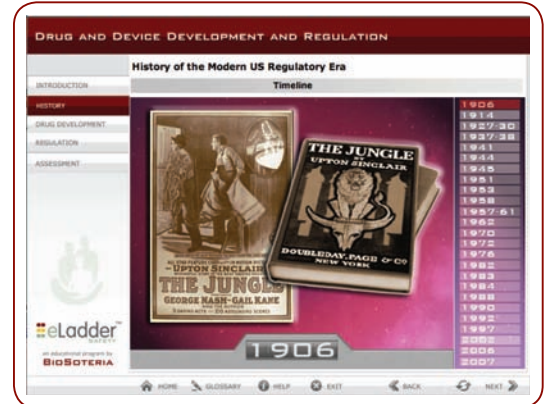 DRUG AND DEVICE DEVELOPMENT AND REGULATION
History of the Modern US Regulatory Era
Timeline
INTRODUCTION
HISTORY
DRUG DEVELOPMENT
REGULATION
ASSESSMENT
UPTON SINCLAIR
THE JUNGLE
GEORGE NASH-GAIL KANE
THE JUNGLE
BY
UPTON SINCLAIR
DOUBLEDAY, PAGE & CO
NEW YORK
1906
1906
1914
1927-30
1937-38
1941
1944
1945
1951
1953
1958
1957-61
1962
1970
1972
1976
1982
1983
1984
1988
1990
1992
1997
2002
2006
2007
eLadder™
SAFETY
an educational program by
BIOSOTERIA
HOME
GLOSSARY
HELP
EXIT
BACK
NEXT